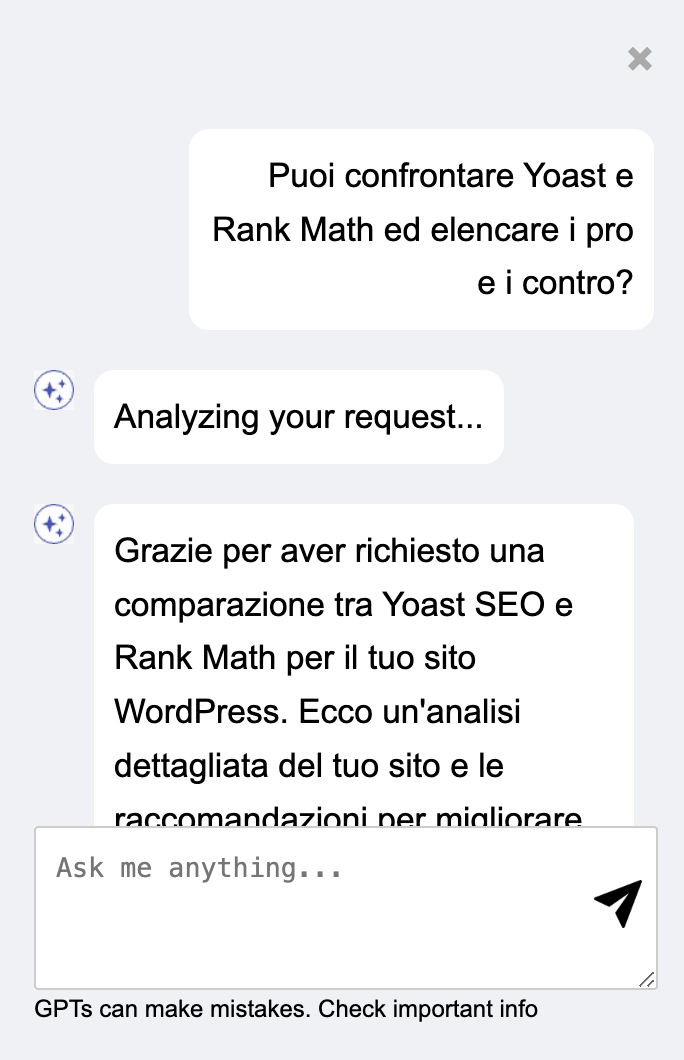 Puoi confrontare Yoast e
Rank Math ed elencare i pro
e i contro?
Analyzing your request...
Grazie per aver richiesto una
comparazione tra Yoast SEO e
Rank Math per il tuo sito
WordPress. Ecco un'analisi
dettagliata del tuo sito e le
raccomandazioni per migliorare
Ask me anything...
GPTs can make mistakes. Check important info